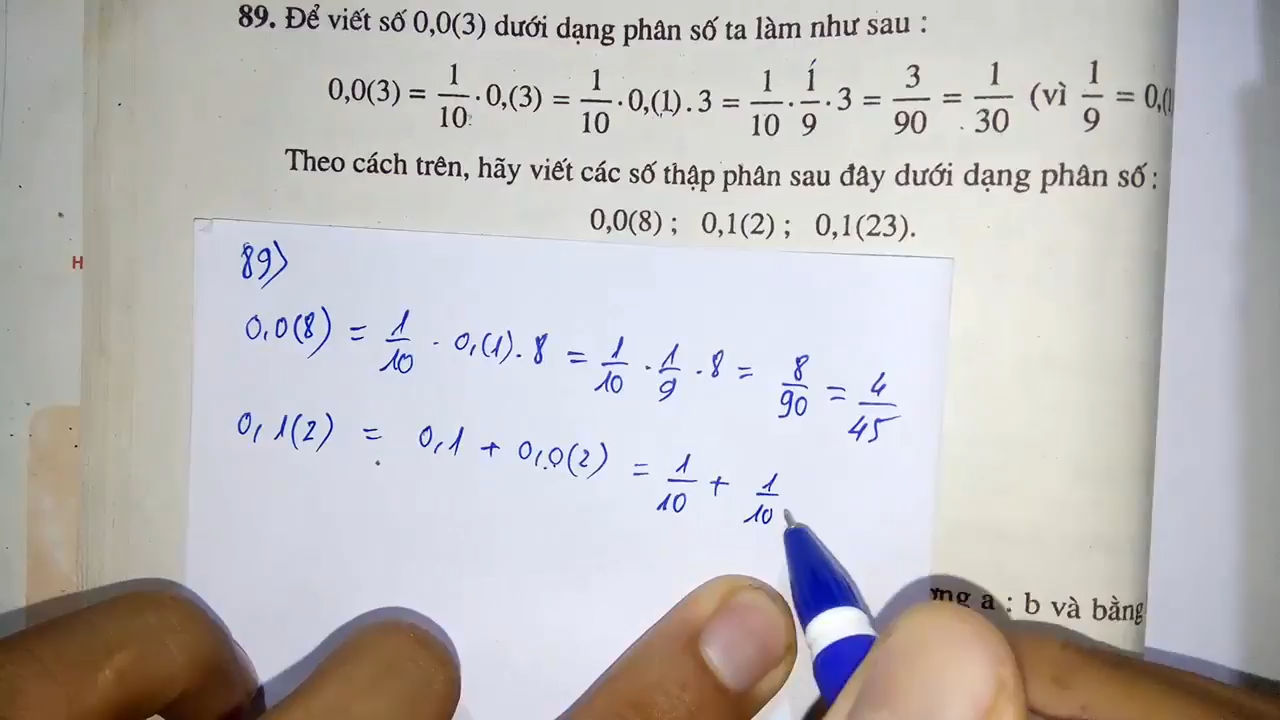 89. Để viết số 0,0(3) dưới dạng phân số ta làm như sau :
0,0(3) = 1/10 . 0,(3) = 1/10 . 0,(1) . 3 = 1/10 . 1/9 . 3 = 3/90 = 1/30 (vì 1/9 = 0,(1
Theo cách trên, hãy viết các số thập phân sau đây dưới dạng phân số :
0,0(8) ; 0,1(2) ; 0,1(23).
H
89)
0,0(8) = 1/10 . 0,(1) . 8 = 1/10 . 1/9 . 8 = 8/90 = 4/45
0,1(2) = 0,1 + 0,0(2) = 1/10 + 1/10
ng a : b và bằng